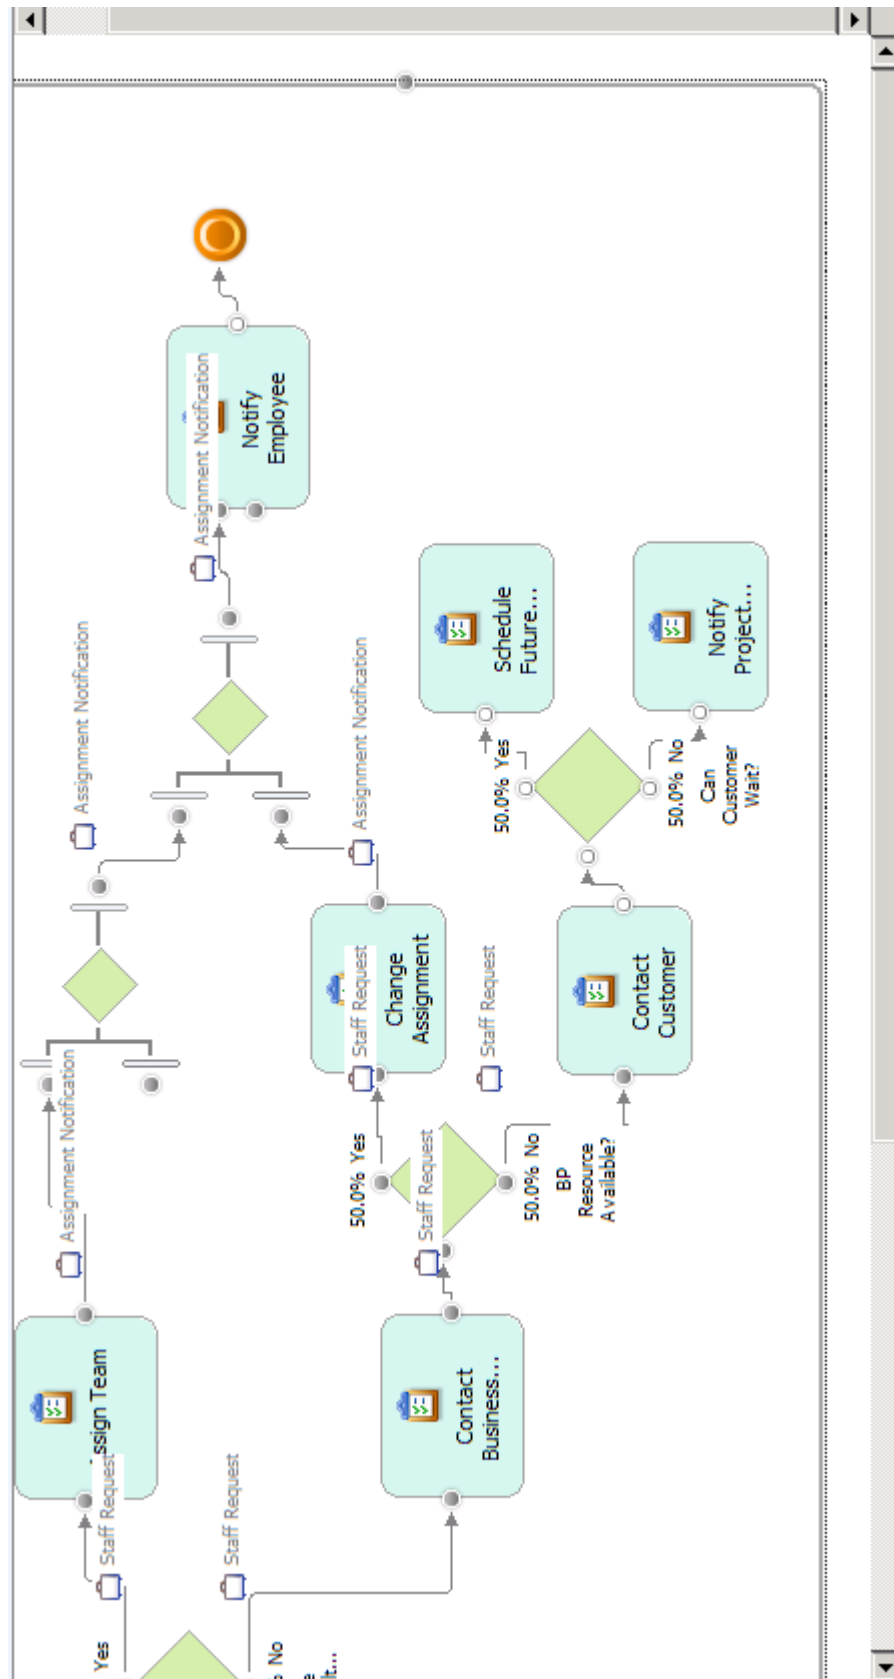 Yes
No
Staff Request
Staff Request
Assign Team
Assignment Notification
Assignment Notification
Contact
Business...
Staff Request
50.0% Yes
50.0% No
BP
Resource
Available?
Staff Request
Staff Request
Change
Assignment
Assignment Notification
Contact
Customer
50.0% Yes
50.0% No
Can
Customer
Wait?
Schedule
Future...
Notify
Project...
Assignment Notification
Notify
Employee